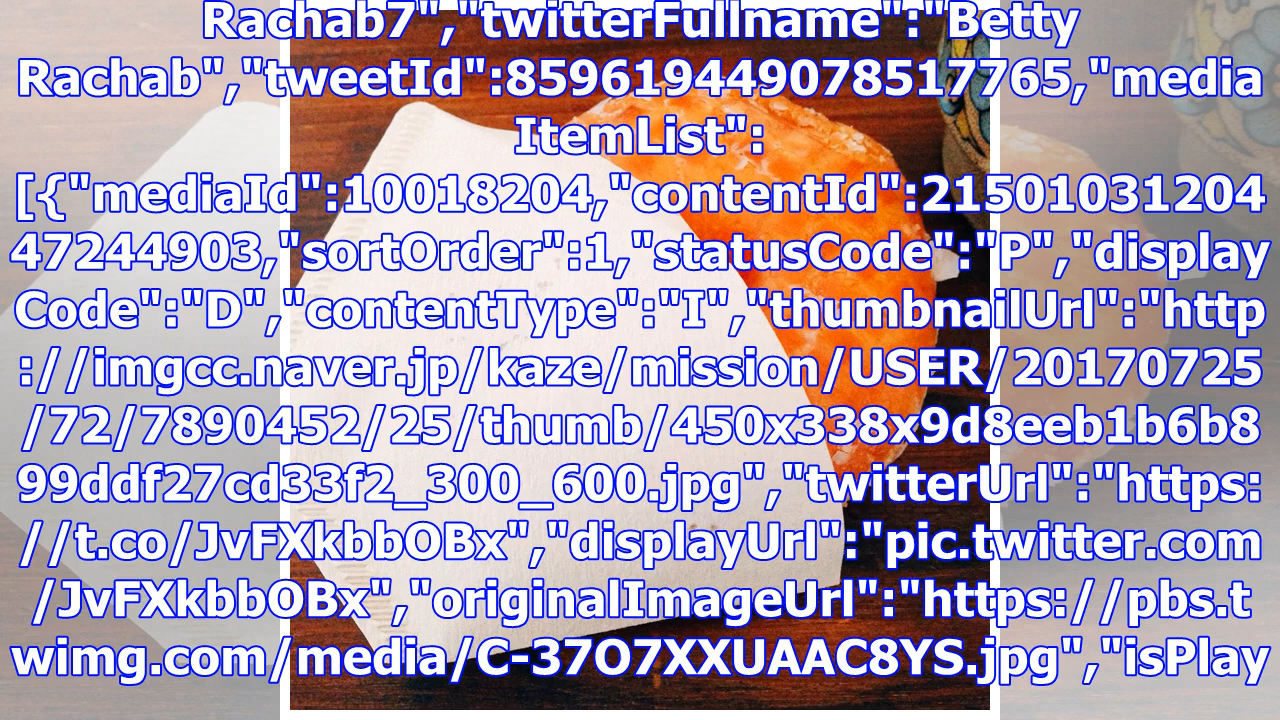 Rachab7","twitterFullname":"Betty
Rachab","tweetId":859619449078517765,"media
ItemList":
[{"mediaId":10018204,"contentId":21501031204
47244903,"sortOrder":1,"statusCode":"P","display
Code":"D","contentType":"I","thumbnailUrl":"http
://imgcc.naver.jp/kaze/mission/USER/20170725
/72/7890452/25/thumb/450x338x9d8eeb1b6b8
99ddf27cd33f2_300_600.jpg","twitterUrl":"https:
//t.co/JvFXkbbOBx","displayUrl":"pic.twitter.com
/JvFXkbbOBx","originalImageUrl":"https://pbs.t
wimg.com/media/C-37O7XXUAAC8YS.jpg","isPlay